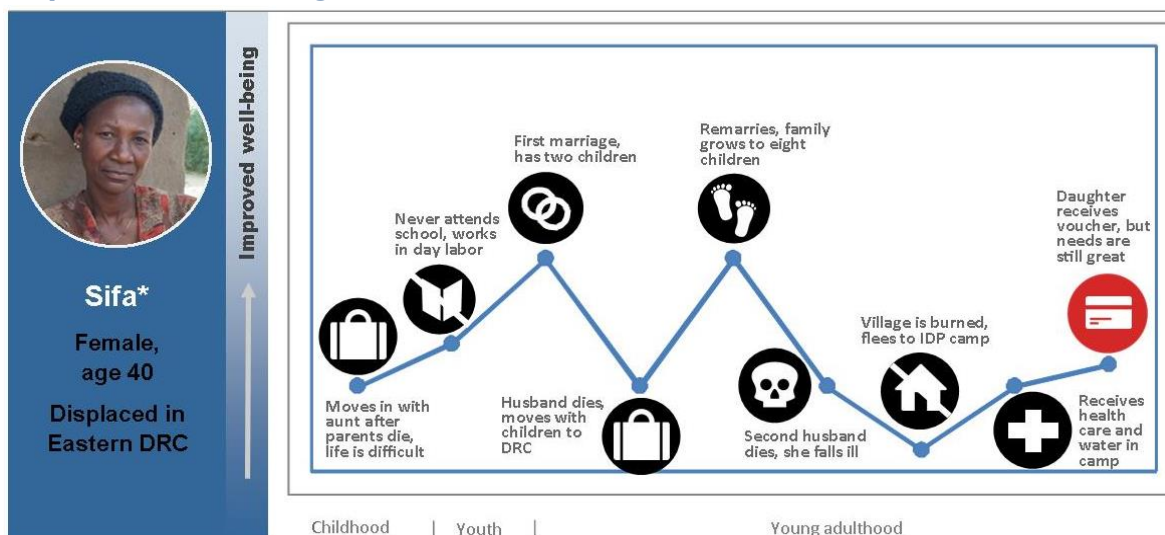 Sifa*
Female,
age 40
Displaced in
Eastern DRC
Improved well-being
Moves in with
aunt after
parents die,
life is difficult
Never attends
school, works
in day labor
First marriage,
has two children
Husband dies,
moves with
children to
DRC
Remarries, family
grows to eight
children
Second husband
dies, she falls ill
Village is burned,
flees to IDP camp
Receives
health
care and
water in
camp
Daughter
receives
voucher, but
needs are
still great
Childhood | Youth | Young adulthood